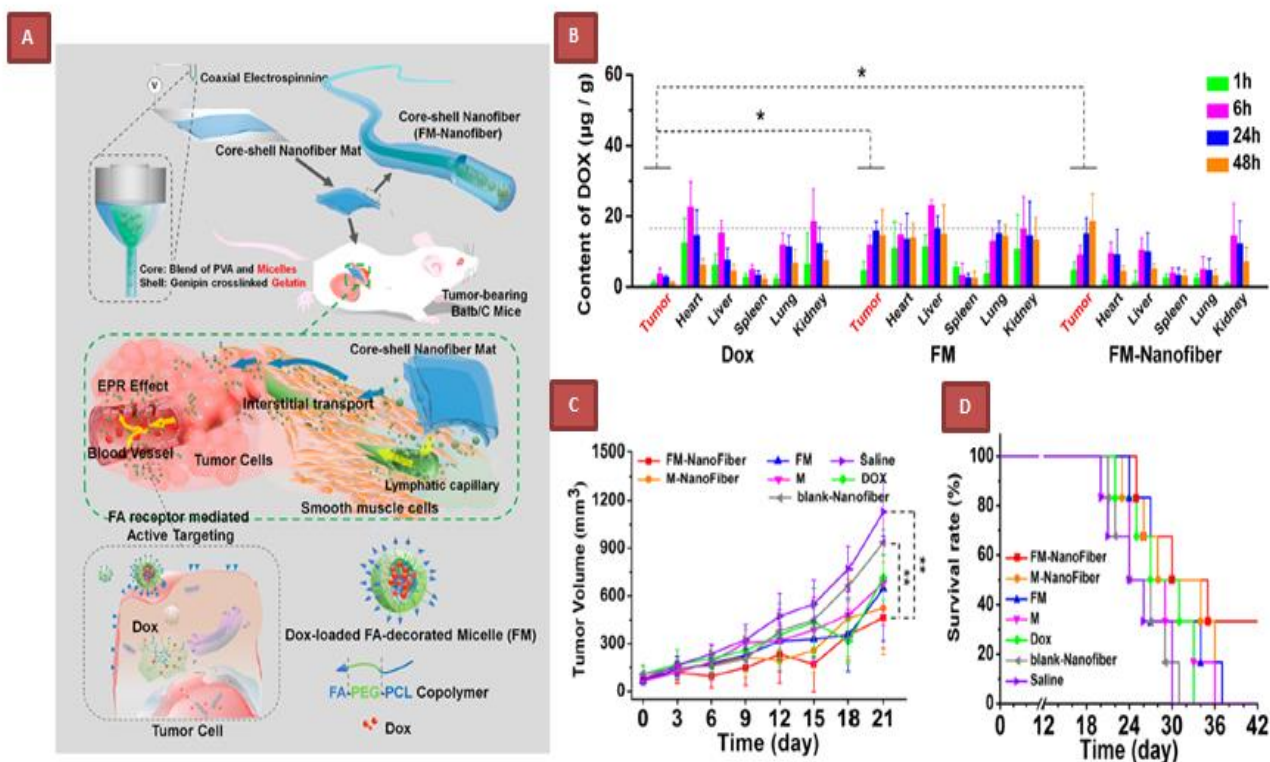 A
V
Coaxial Electrospinning
Core-shell Nanofiber
(FM-Nanofiber)
Core-shell Nanofiber Mat
Core: Blend of PVA and Micelles
Shell: Genipin crosslinked Gelatin
Tumor-bearing
Balb/C Mice
Core-shell Nanofiber Mat
EPR Effect
Interstitial transport
Blood Vessel
Tumor Cells
Lymphatic capillary
Smooth muscle cells
FA receptor mediated
Active Targeting
Dox
Dox-loaded FA-decorated Micelle (FM)
FA-PEG-PCL Copolymer
Dox
Tumor Cell
B
Content of DOX (µg / g)
60
40
20
0
*
*
1h
6h
24h
48h
Tumor Heart Liver Spleen Lung Kidney
Tumor Heart Liver Spleen Lung Kidney
Tumor Heart Liver Spleen Lung Kidney
Dox FM FM-Nanofiber
C
Tumor Volume (mm³)
1500
1200
900
600
300
0
FM-NanoFiber FM Saline
M-NanoFiber M DOX
blank-Nanofiber
**
**
0 3 6 9 12 15 18 21
Time (day)
D
Survival rate (%)
100
80
60
40
20
0
FM-NanoFiber
M-NanoFiber
FM
M
Dox
blank-Nanofiber
Saline
0 12 24 30 36 42
Time (day)